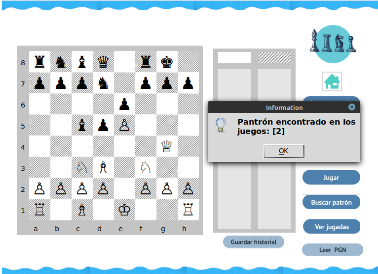 8
7
6
5
4
3
2
1
a b c d e f g h
Information
Pantrón encontrado en los
juegos: [2]
OK
Jugar
Buscar patrón
Ver jugadas
Guardar historial
Leer PGN